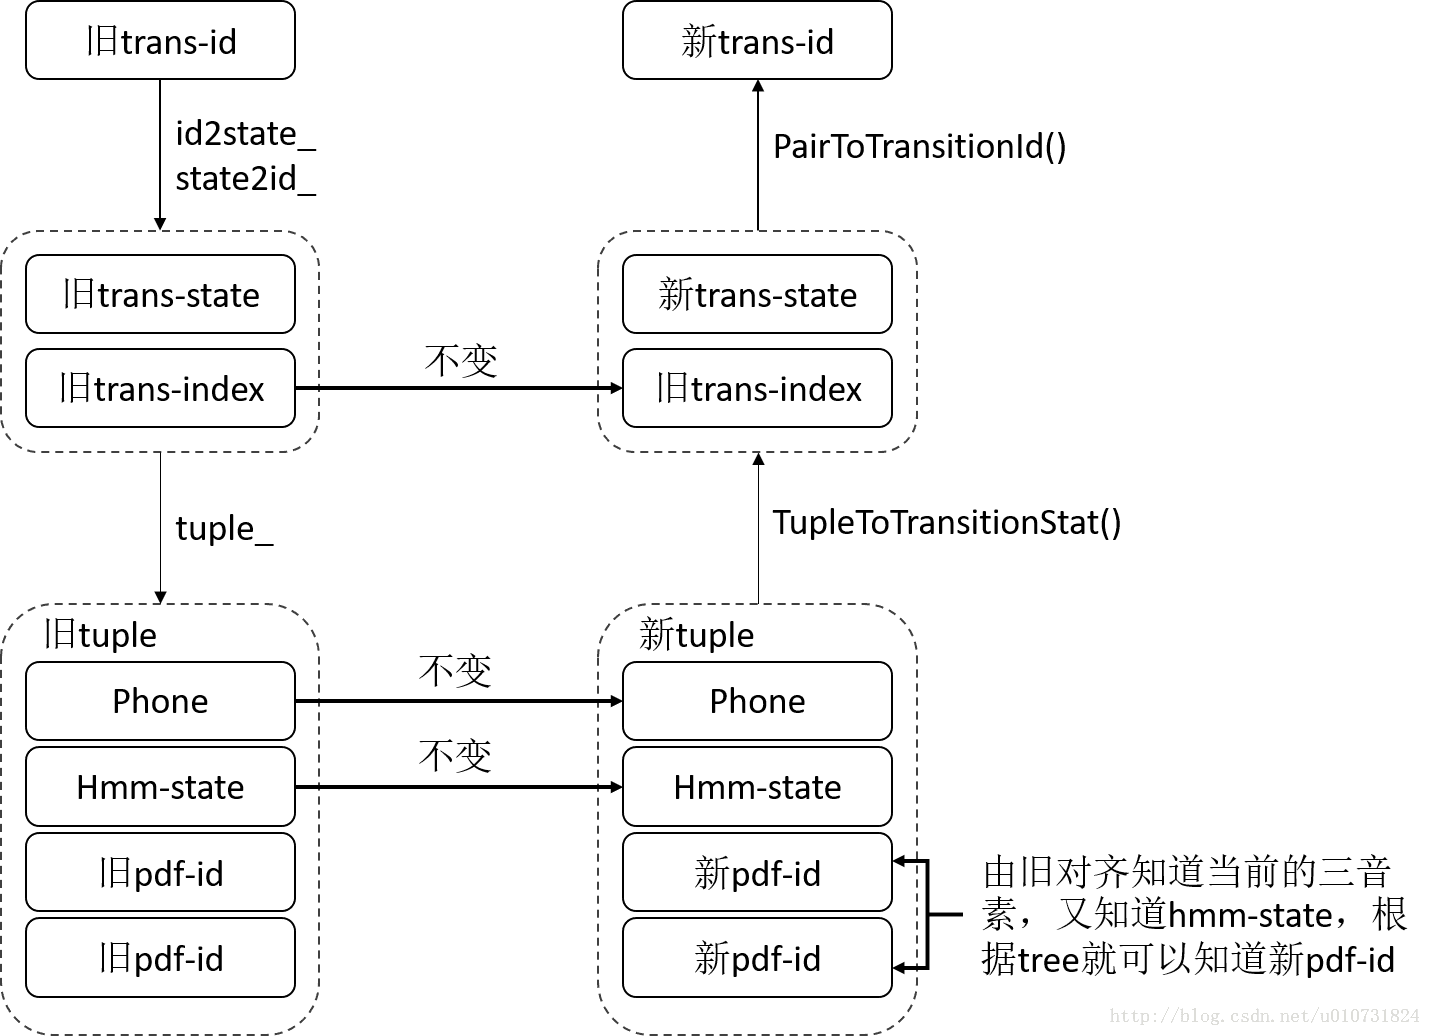 旧trans-id
新trans-id
id2state_
state2id_
PairToTransitionId()
旧trans-state
新trans-state
不变
旧trans-index
旧trans-index
tuple_
TupleToTransitionStat()
旧tuple
新tuple
不变
Phone
Phone
不变
Hmm-state
Hmm-state
旧pdf-id
新pdf-id
旧pdf-id
新pdf-id
由旧对齐知道当前的三音
素，又知道hmm-state，根
据tree就可以知道新pdf-id
http://blog.csdn.net/u010731824